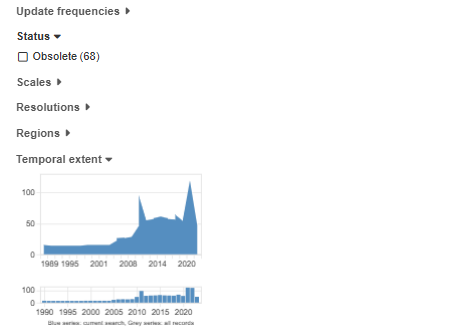 Update frequencies
Status
Obsolete (68)
Scales
Resolutions
Regions
Temporal extent
100
50
0
1989 1995 2001 2008 2014 2020
100
0
1990 1995 2000 2005 2010 2015 2020
Blue series: current search, Grey series: all records